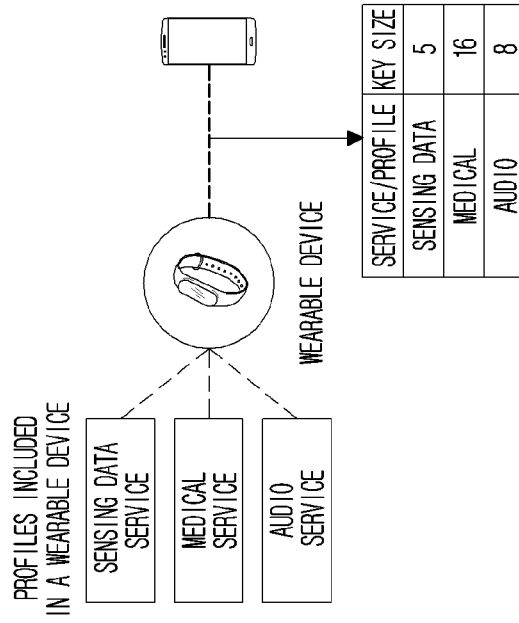 PROFILES INCLUDED
IN A WEARABLE DEVICE
SENSING DATA
SERVICE
MEDICAL
SERVICE
AUDIO
SERVICE
WEARABLE DEVICE
SERVICE/PROFILE KEY SIZE
SENSING DATA 5
MEDICAL 16
AUDIO 8